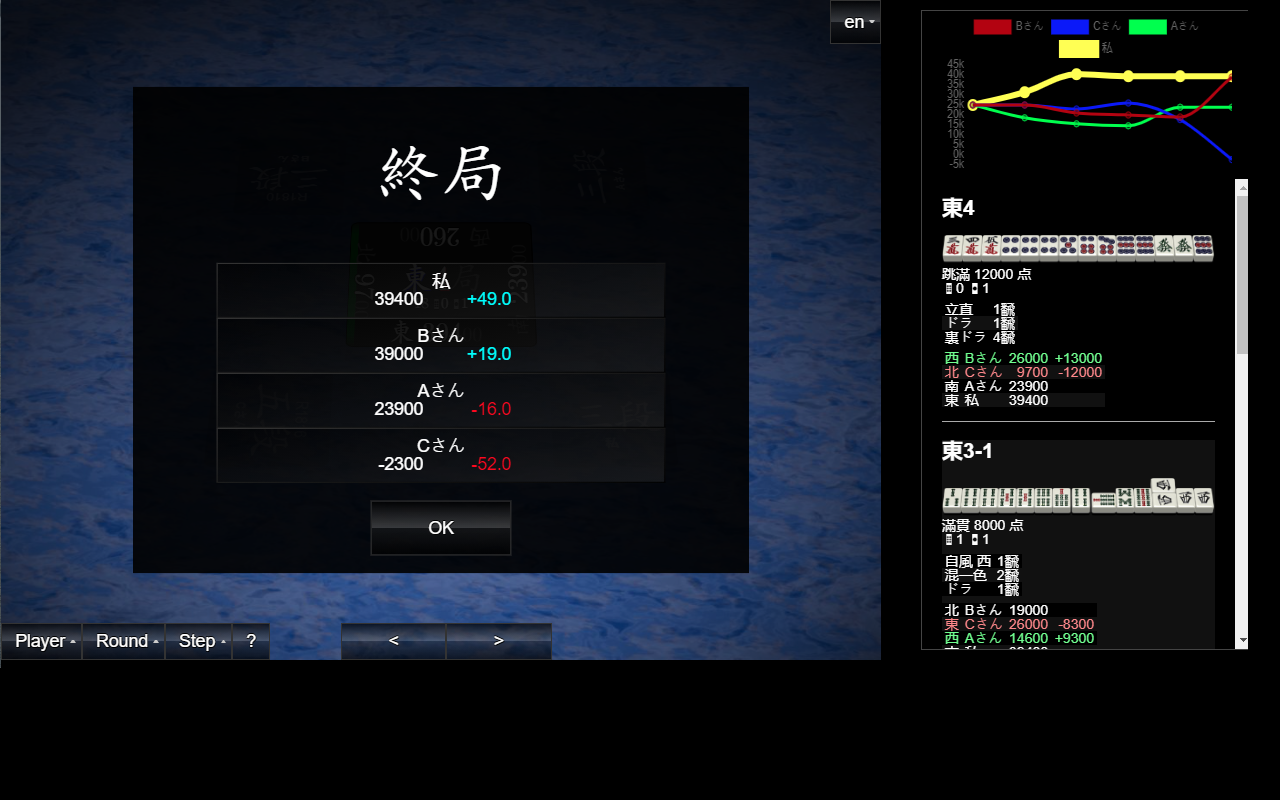 en
終局
私
39400 +49.0
Bさん
39000 +19.0
Aさん
23900 -16.0
Cさん
-2300 -52.0
OK
Player
Round
Step
?
<
>
Bさん Cさん Aさん
私
45k
40k
35k
30k
25k
20k
15k
10k
5k
0k
-5k
東4
跳滿 12000 点
0 1
立直 1飜
ドラ 1飜
裏ドラ 4飜
西 Bさん 26000 +13000
北 Cさん 9700 -12000
南 Aさん 23900
東 私 39400
東3-1
滿貫 8000 点
1 1
自風 西 1飜
混一色 2飜
ドラ 1飜
北 Bさん 19000
東 Cさん 26000 -8300
西 Aさん 14600 +9300